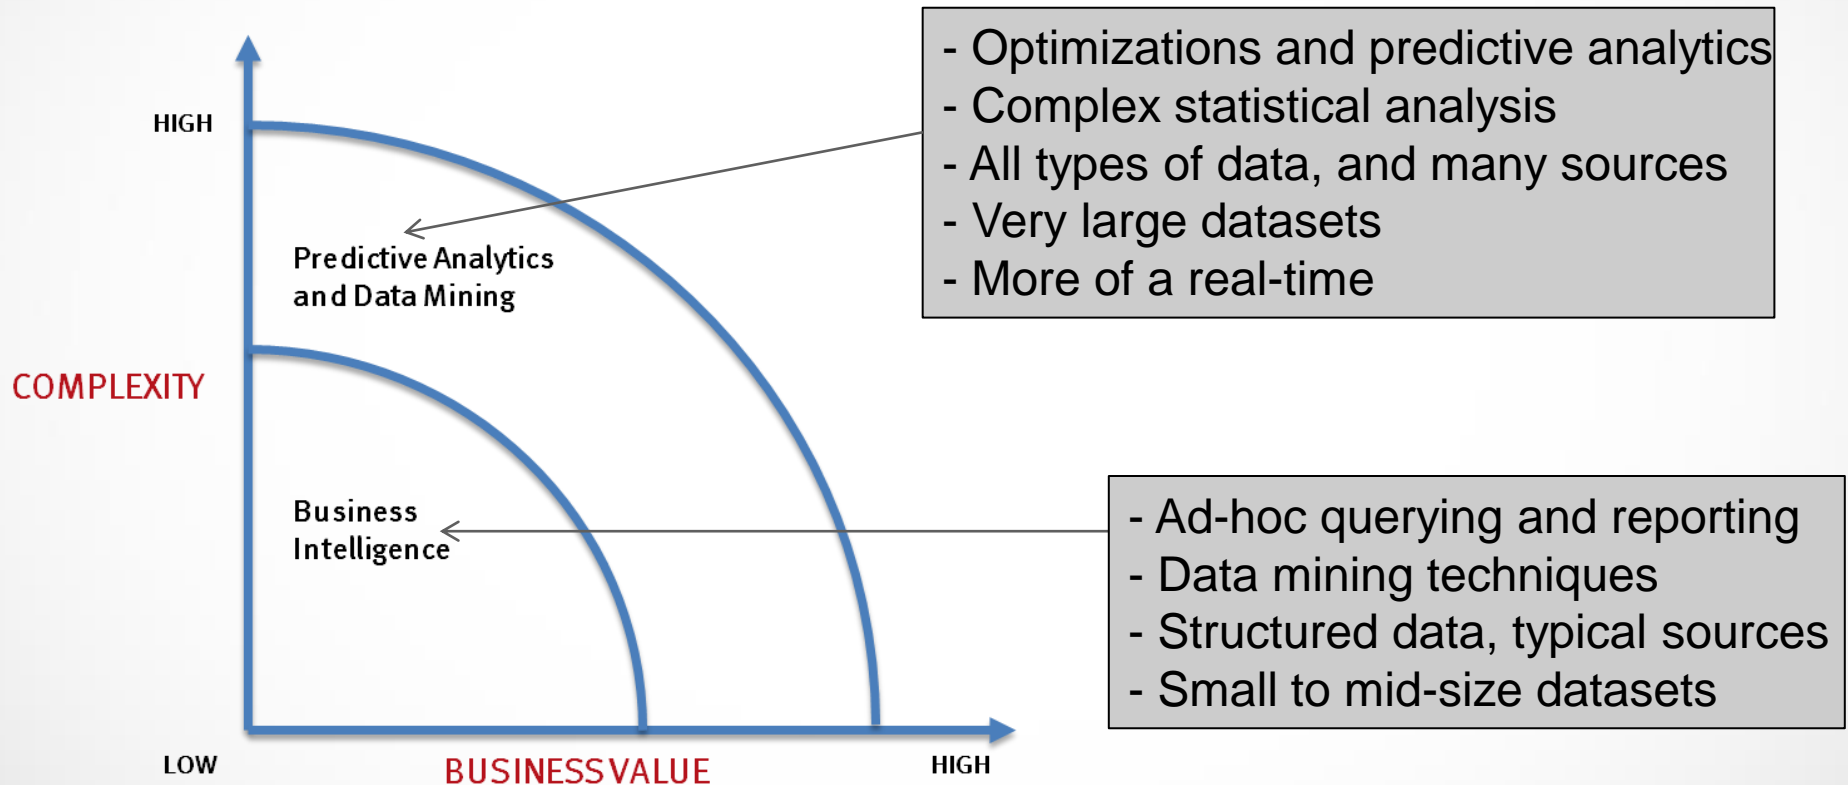 - Optimizations and predictive analytics
- Complex statistical analysis
- All types of data, and many sources
- Very large datasets
- More of a real-time
HIGH
Predictive Analytics
and Data Mining
COMPLEXITY
Business
Intelligence
- Ad-hoc querying and reporting
- Data mining techniques
- Structured data, typical sources
- Small to mid-size datasets
LOW
BUSINESS VALUE
HIGH